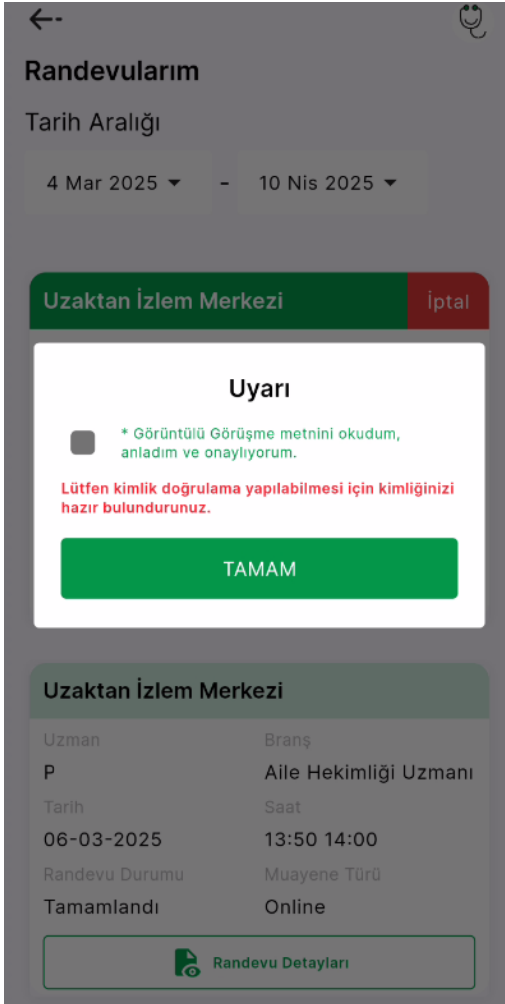 Randevularım
Tarih Aralığı
4 Mar 2025 - 10 Nis 2025
Uzaktan İzlem Merkezi İptal
Uyarı
* Görüntülü Görüşme metnini okudum,
anladım ve onaylıyorum.
Lütfen kimlik doğrulama yapılabilmesi için kimliğinizi
hazır bulundurunuz.
TAMAM
Uzaktan İzlem Merkezi
Uzman Branş
P Aile Hekimliği Uzmanı
Tarih Saat
06-03-2025 13:50 14:00
Randevu Durumu Muayene Türü
Tamamlandı Online
Randevu Detayları